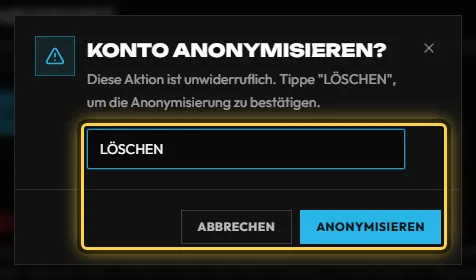 KONTO ANONYMISIEREN?
Diese Aktion ist unwiderruflich. Tippe "LÖSCHEN",
um die Anonymisierung zu bestätigen.
LÖSCHEN
ABBRECHEN ANONYMISIEREN